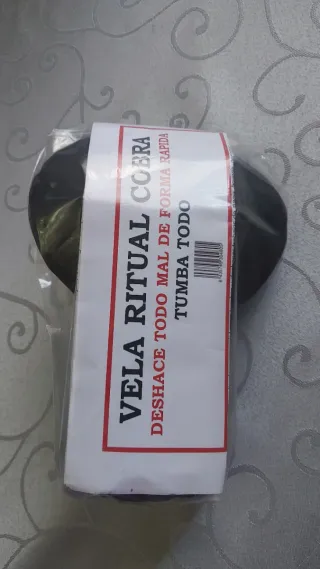 VELA RITUAL COBRA
DESHACE TODO MAL DE FORMA RAPIDA
TUMBA TODO